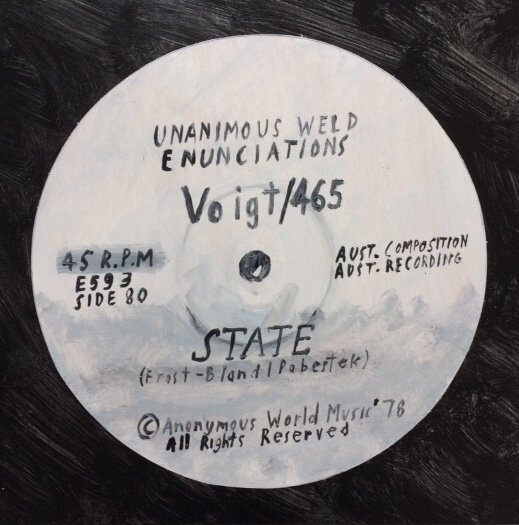 UNANIMOUS WELD
ENUNCIATIONS
Voigt/465
45 R.P.M
E593
SIDE 80
AUST. COMPOSITION
AUST. RECORDING
STATE
(Frost-Bland/Pobestek)
© Anonymous World Music '78
All Rights Reserved